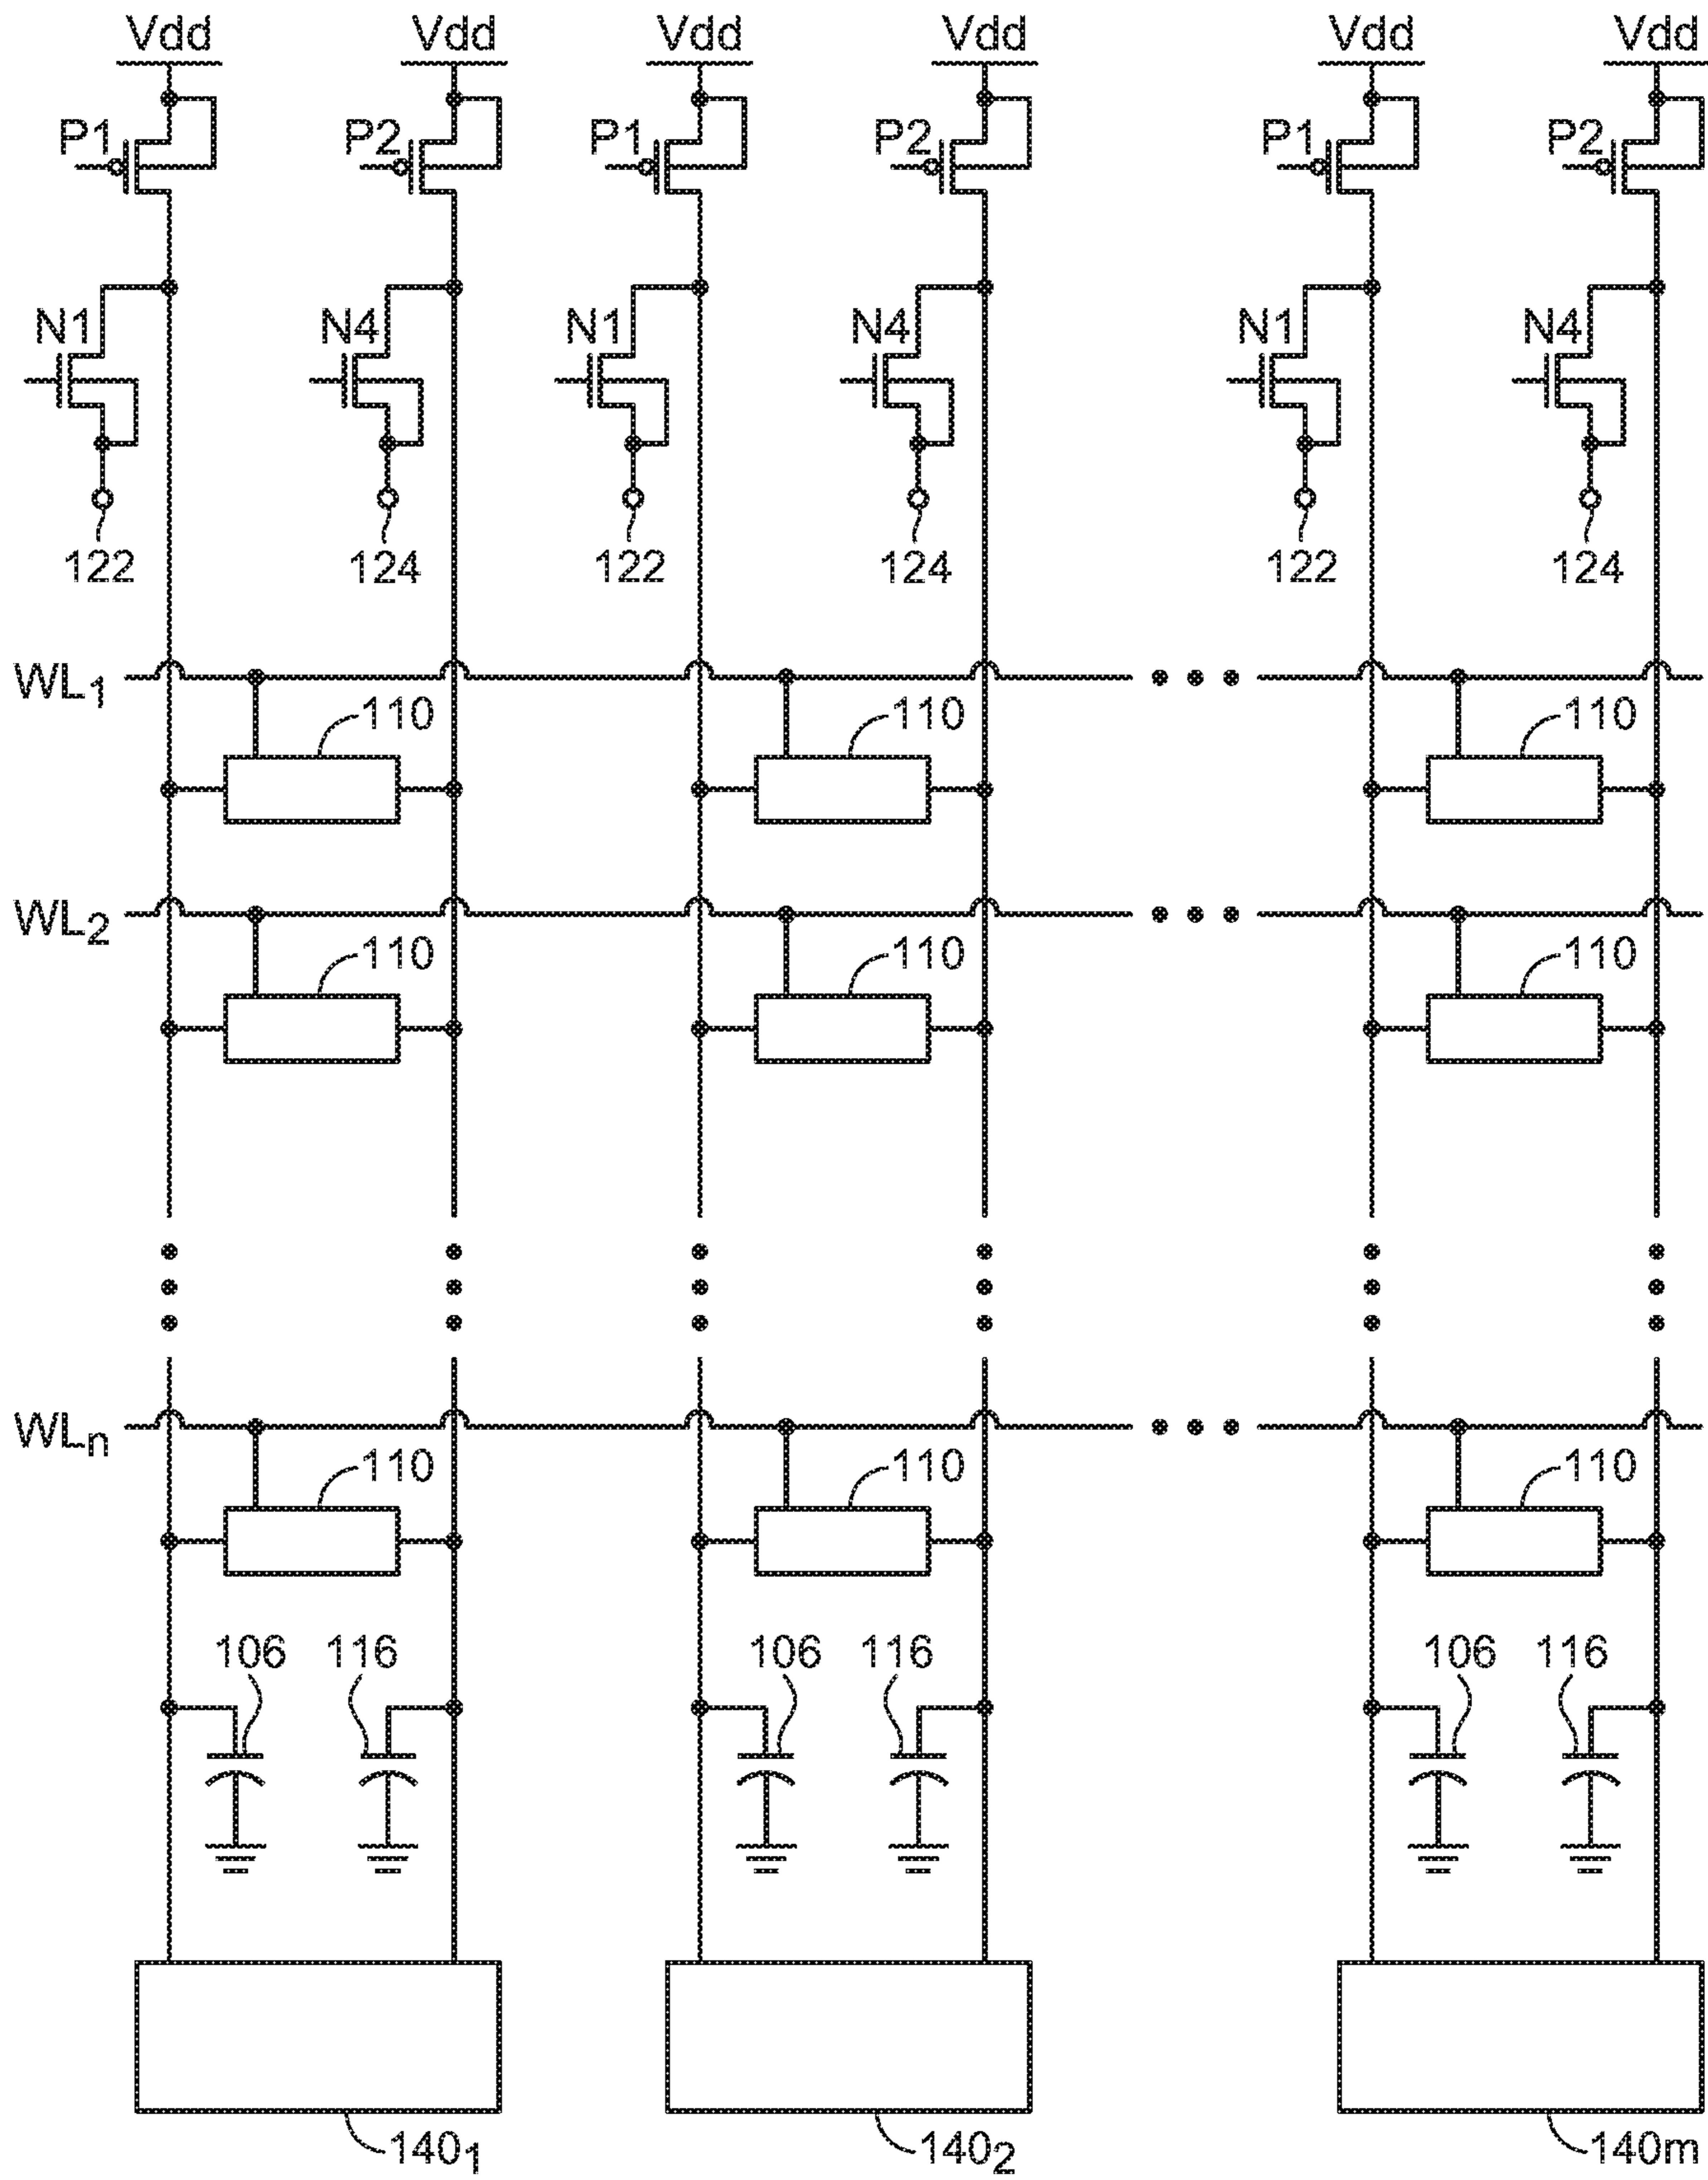 Vdd Vdd Vdd Vdd Vdd Vdd
P1 P2 P1 P2 P1 P2
N1 N4 N1 N4 N1 N4
122 124 122 124 122 124
WL1
110 110 110
WL2
110 110 110
WLn
110 110 110
106 116 106 116 106 116
1401 1402 140m